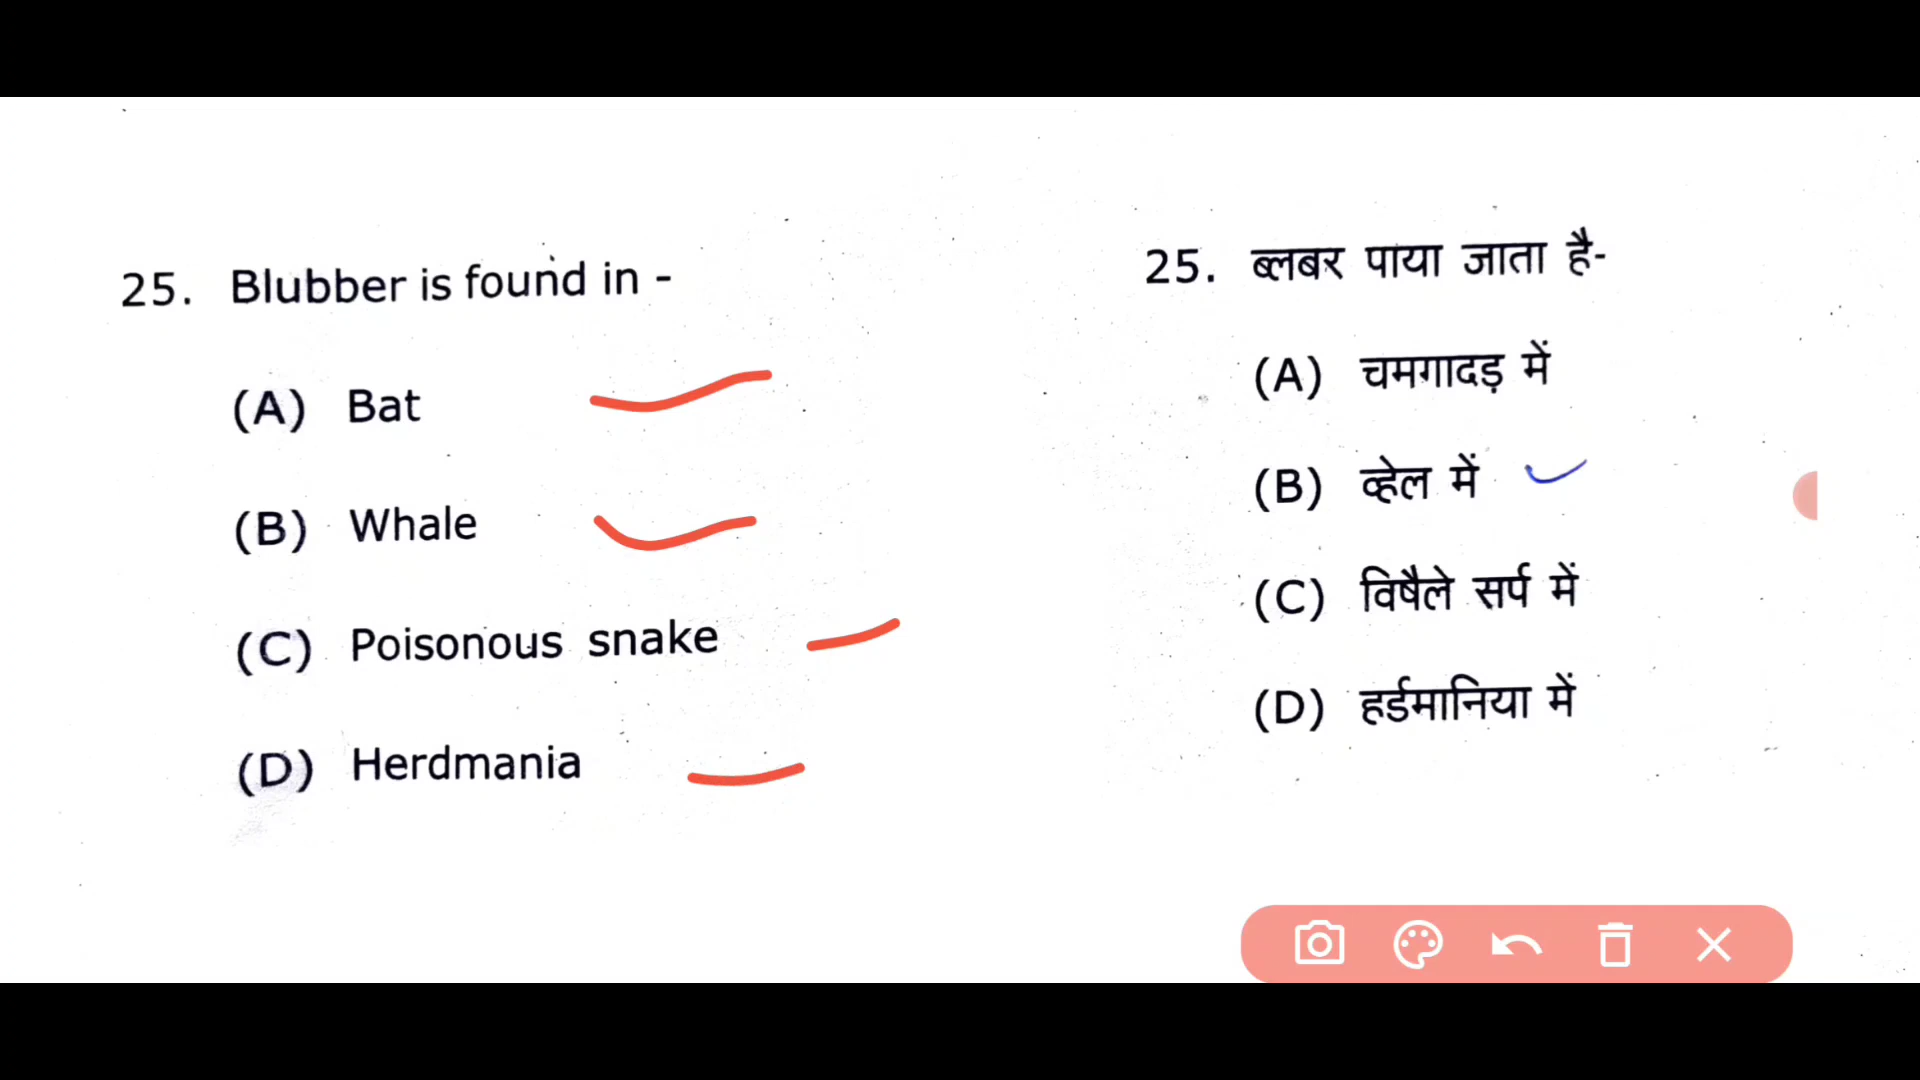 25. Blubber is found in -
(A) Bat
(B) Whale
(C) Poisonous snake
(D) Herdmania
25. ब्लबर पाया जाता है-
(A) चमगादड़ में
(B) व्हेल में
(C) विषैले सर्प में
(D) हर्डमानिया में